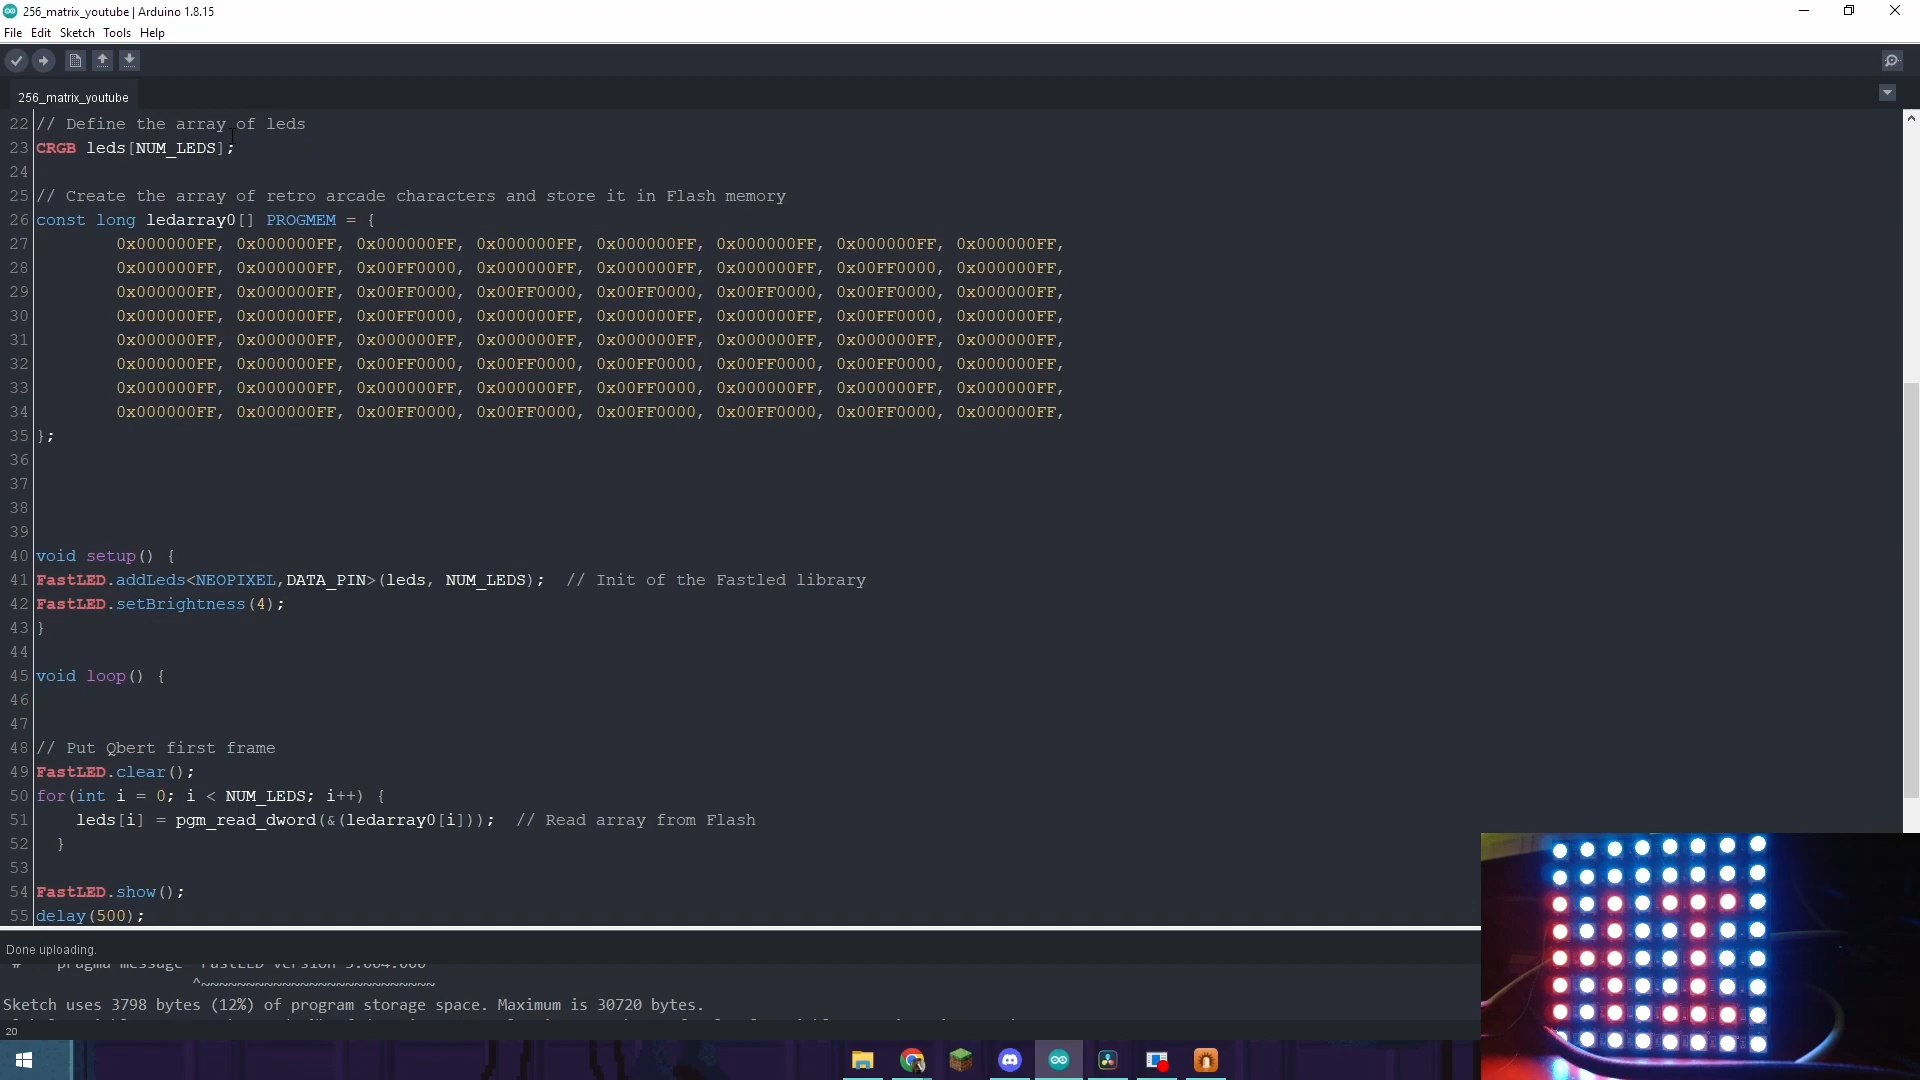 256_matrix_youtube | Arduino 1.8.15
File Edit Sketch Tools Help
256_matrix_youtube
22 // Define the array of leds
23 CRGB leds[NUM_LEDS];
24
25 // Create the array of retro arcade characters and store it in Flash memory
26 const long ledarray0[] PROGMEM = {
27 0x000000FF, 0x000000FF, 0x000000FF, 0x000000FF, 0x000000FF, 0x000000FF, 0x000000FF, 0x000000FF,
28 0x000000FF, 0x000000FF, 0x00FF0000, 0x000000FF, 0x000000FF, 0x000000FF, 0x00FF0000, 0x000000FF,
29 0x000000FF, 0x000000FF, 0x00FF0000, 0x00FF0000, 0x00FF0000, 0x00FF0000, 0x00FF0000, 0x000000FF,
30 0x000000FF, 0x000000FF, 0x00FF0000, 0x000000FF, 0x000000FF, 0x000000FF, 0x00FF0000, 0x000000FF,
31 0x000000FF, 0x000000FF, 0x000000FF, 0x000000FF, 0x000000FF, 0x000000FF, 0x000000FF, 0x000000FF,
32 0x000000FF, 0x000000FF, 0x00FF0000, 0x00FF0000, 0x00FF0000, 0x00FF0000, 0x00FF0000, 0x000000FF,
33 0x000000FF, 0x000000FF, 0x000000FF, 0x000000FF, 0x00FF0000, 0x000000FF, 0x000000FF, 0x000000FF,
34 0x000000FF, 0x000000FF, 0x00FF0000, 0x00FF0000, 0x00FF0000, 0x00FF0000, 0x00FF0000, 0x000000FF,
35 };
36
37
38
39
40 void setup() {
41 FastLED.addLeds<NEOPIXEL,DATA_PIN>(leds, NUM_LEDS); // Init of the Fastled library
42 FastLED.setBrightness(4);
43 }
44
45 void loop() {
46
47
48 // Put Qbert first frame
49 FastLED.clear();
50 for(int i = 0; i < NUM_LEDS; i++) {
51 leds[i] = pgm_read_dword(&(ledarray0[i])); // Read array from Flash
52 }
53
54 FastLED.show();
55 delay(500);
Done uploading.
# pragma message "FastLED version 3.004.000"
^~~~~~~~~~~~~~~~~~~~~~~~~~~
Sketch uses 3798 bytes (12%) of program storage space. Maximum is 30720 bytes.
20